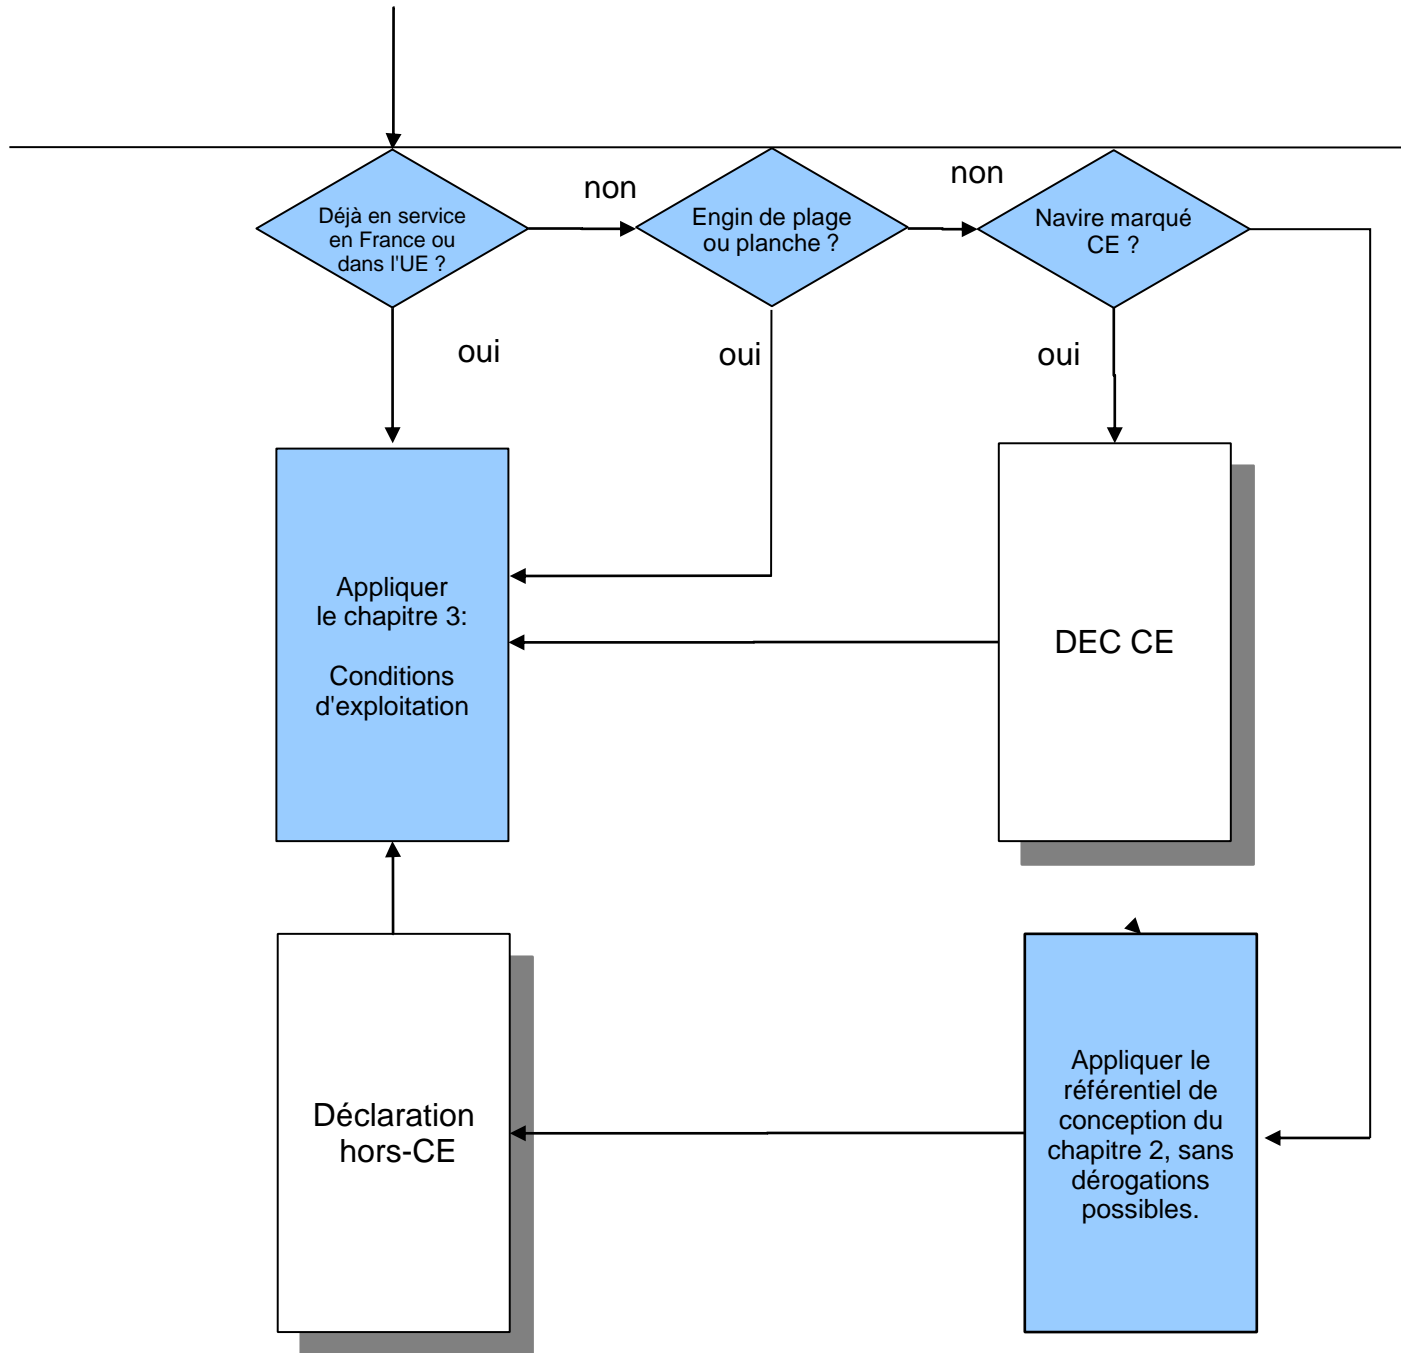 Déjà en service
en France ou
dans l'UE ?
non
Engin de plage
ou planche ?
non
Navire marqué
CE ?
oui
oui
oui
Appliquer
le chapitre 3:
Conditions
d'exploitation
DEC CE
Déclaration
hors-CE
Appliquer le
référentiel de
conception du
chapitre 2, sans
dérogations
possibles.